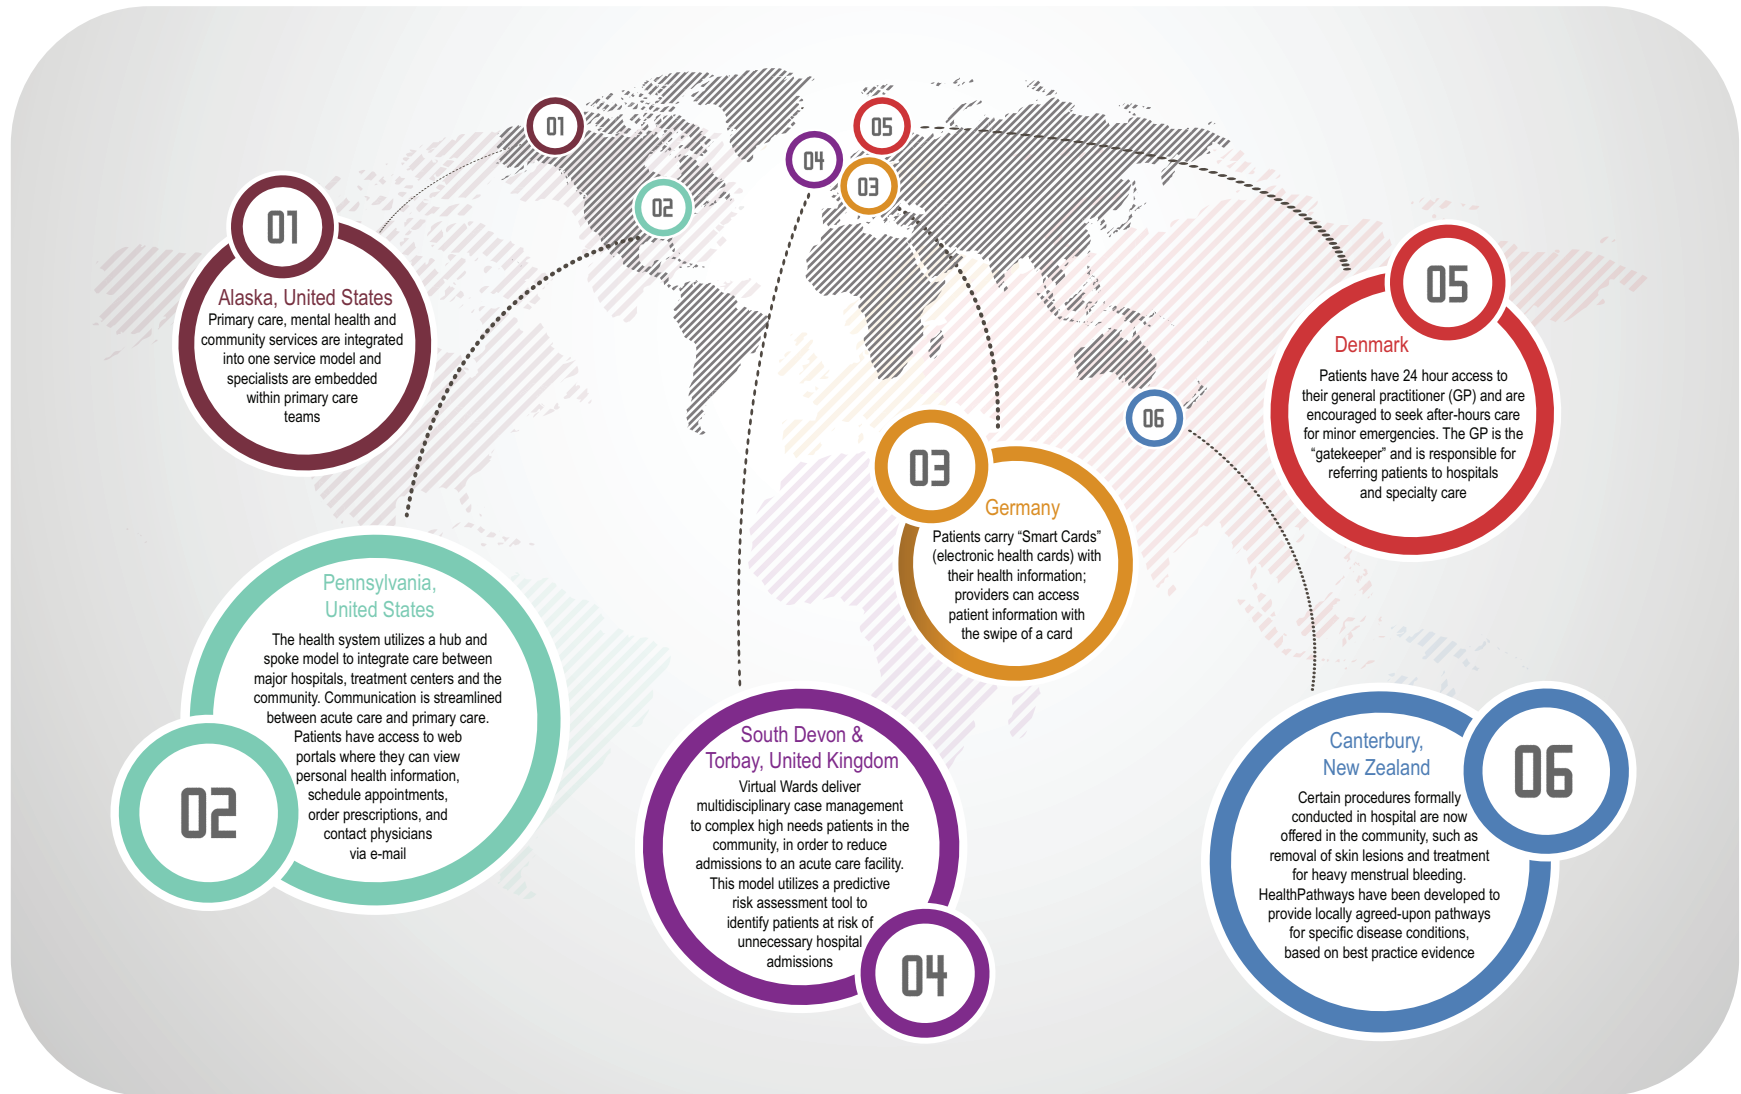 01
02
03
04
05
06
01
Alaska, United States
Primary care, mental health and
community services are integrated
into one service model and
specialists are embedded
within primary care
teams
02
Pennsylvania,
United States
The health system utilizes a hub and
spoke model to integrate care between
major hospitals, treatment centers and the
community. Communication is streamlined
between acute care and primary care.
Patients have access to web
portals where they can view
personal health information,
schedule appointments,
order prescriptions, and
contact physicians
via e-mail
03
Germany
Patients carry “Smart Cards”
(electronic health cards) with
their health information;
providers can access
patient information with
the swipe of a card
04
South Devon &
Torbay, United Kingdom
Virtual Wards deliver
multidisciplinary case management
to complex high needs patients in the
community, in order to reduce
admissions to an acute care facility.
This model utilizes a predictive
risk assessment tool to
identify patients at risk of
unnecessary hospital
admissions
05
Denmark
Patients have 24 hour access to
their general practitioner (GP) and are
encouraged to seek after-hours care
for minor emergencies. The GP is the
“gatekeeper” and is responsible for
referring patients to hospitals
and specialty care
06
Canterbury,
New Zealand
Certain procedures formally
conducted in hospital are now
offered in the community, such as
removal of skin lesions and treatment
for heavy menstrual bleeding.
HealthPathways have been developed to
provide locally agreed-upon pathways
for specific disease conditions,
based on best practice evidence